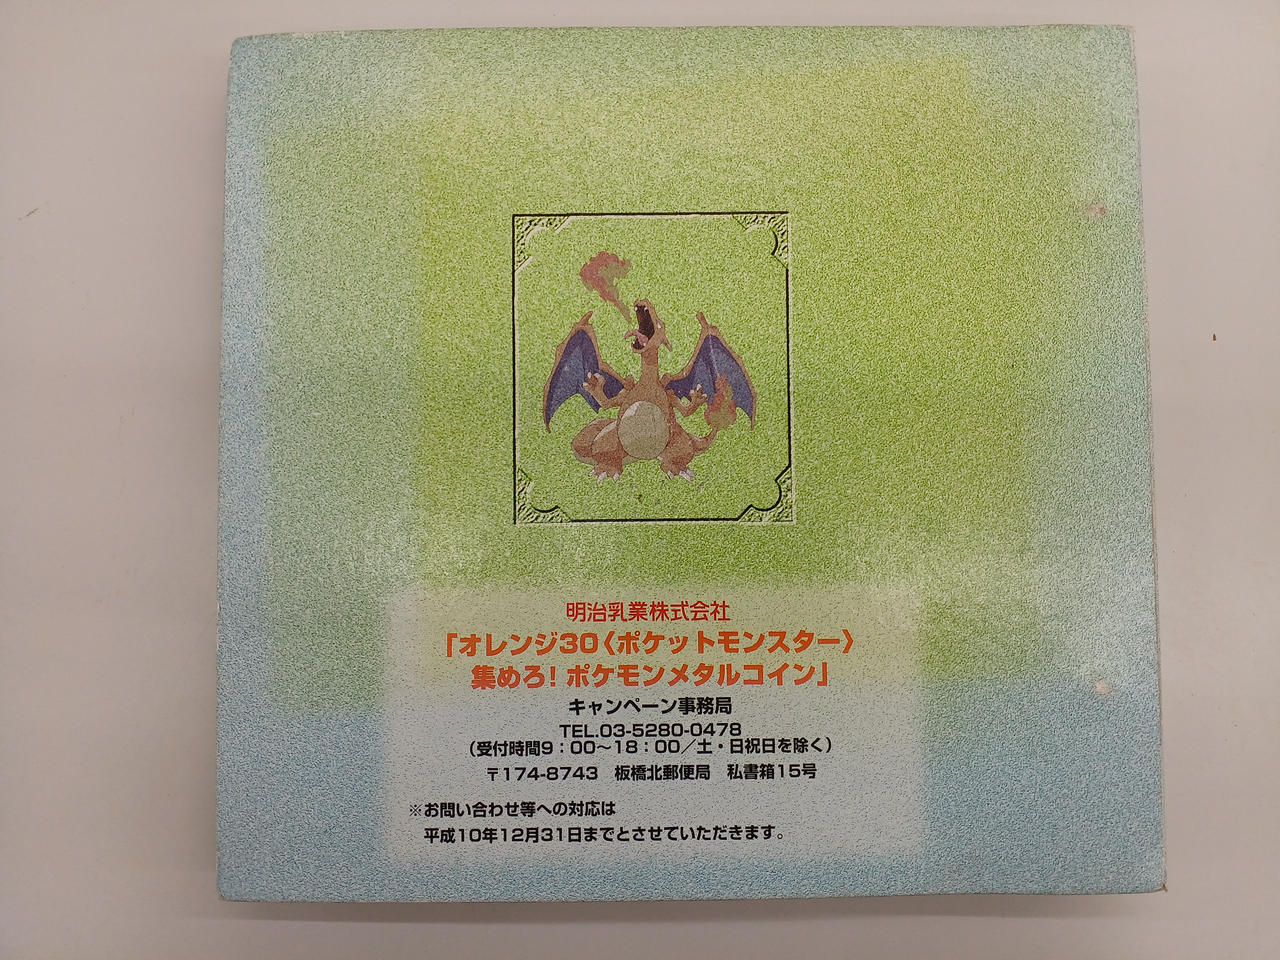 明治乳業株式会社
「オレンジ30〈ポケットモンスター〉
集めろ!ポケモンメタルコイン」
キャンペーン事務局
TEL.03-5280-0478
(受付時間9:00〜18:00/土・日祝日を除く)
〒174-8743 板橋北郵便局 私書箱15号
※お問い合わせ等への対応は
平成10年12月31日までとさせていただきます。